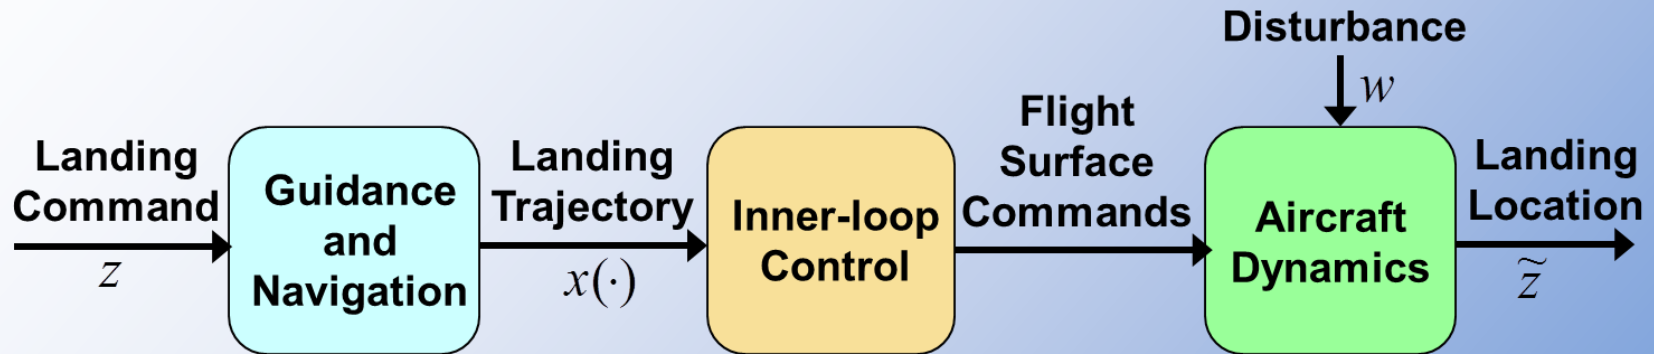 Landing
Command
z
Guidance
and
Navigation
Landing
Trajectory
x(·)
Inner-loop
Control
Flight
Surface
Commands
Disturbance
w
Aircraft
Dynamics
Landing
Location
z̃